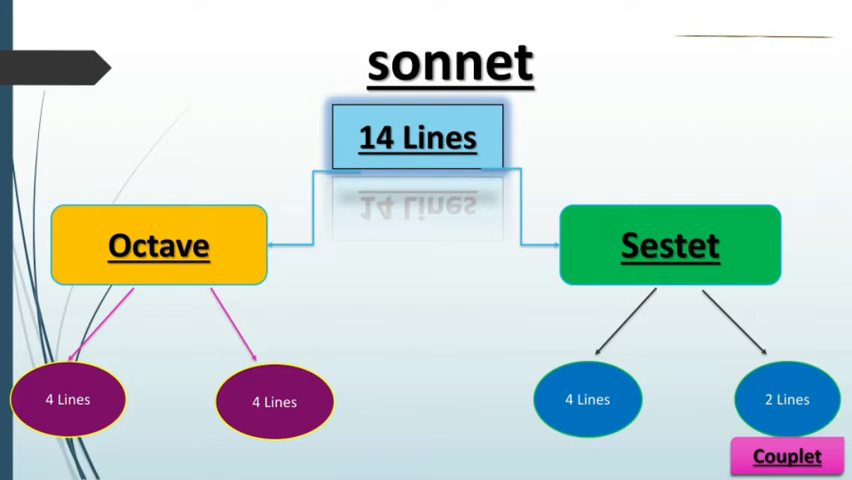 sonnet
14 Lines
Octave
Sestet
4 Lines
4 Lines
4 Lines
2 Lines
Couplet